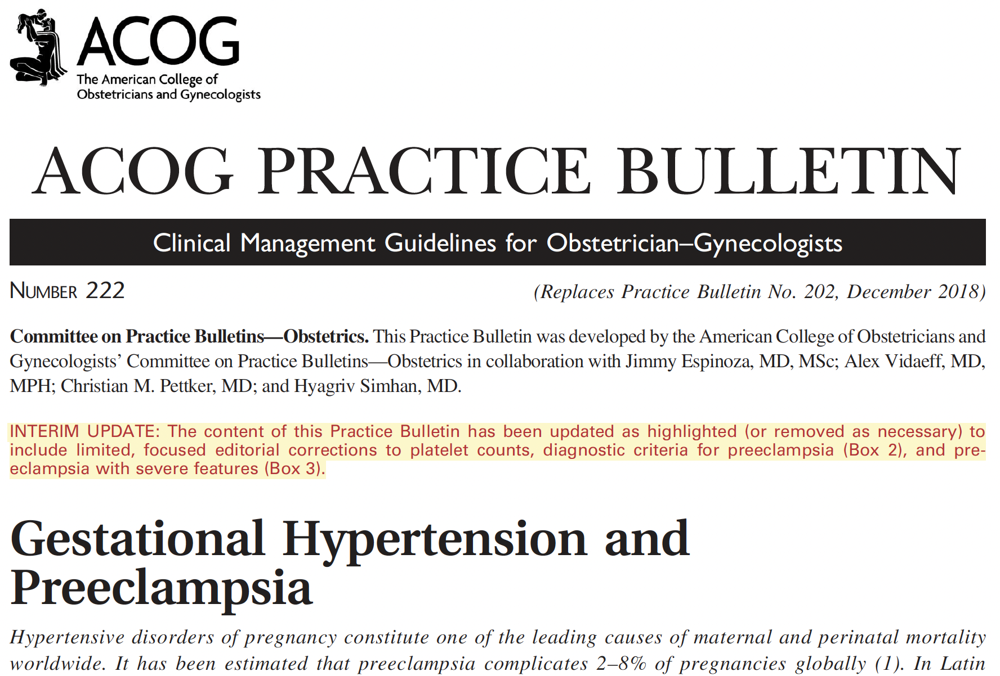 ACOG
The American College of
Obstetricians and Gynecologists
ACOG PRACTICE BULLETIN
Clinical Management Guidelines for Obstetrician–Gynecologists
NUMBER 222
(Replaces Practice Bulletin No. 202, December 2018)
Committee on Practice Bulletins—Obstetrics. This Practice Bulletin was developed by the American College of Obstetricians and
Gynecologists’ Committee on Practice Bulletins—Obstetrics in collaboration with Jimmy Espinoza, MD, MSc; Alex Vidaeff, MD,
MPH; Christian M. Pettker, MD; and Hyagriv Simhan, MD.
INTERIM UPDATE: The content of this Practice Bulletin has been updated as highlighted (or removed as necessary) to
include limited, focused editorial corrections to platelet counts, diagnostic criteria for preeclampsia (Box 2), and pre-
eclampsia with severe features (Box 3).
Gestational Hypertension and
Preeclampsia
Hypertensive disorders of pregnancy constitute one of the leading causes of maternal and perinatal mortality
worldwide. It has been estimated that preeclampsia complicates 2–8% of pregnancies globally (1). In Latin